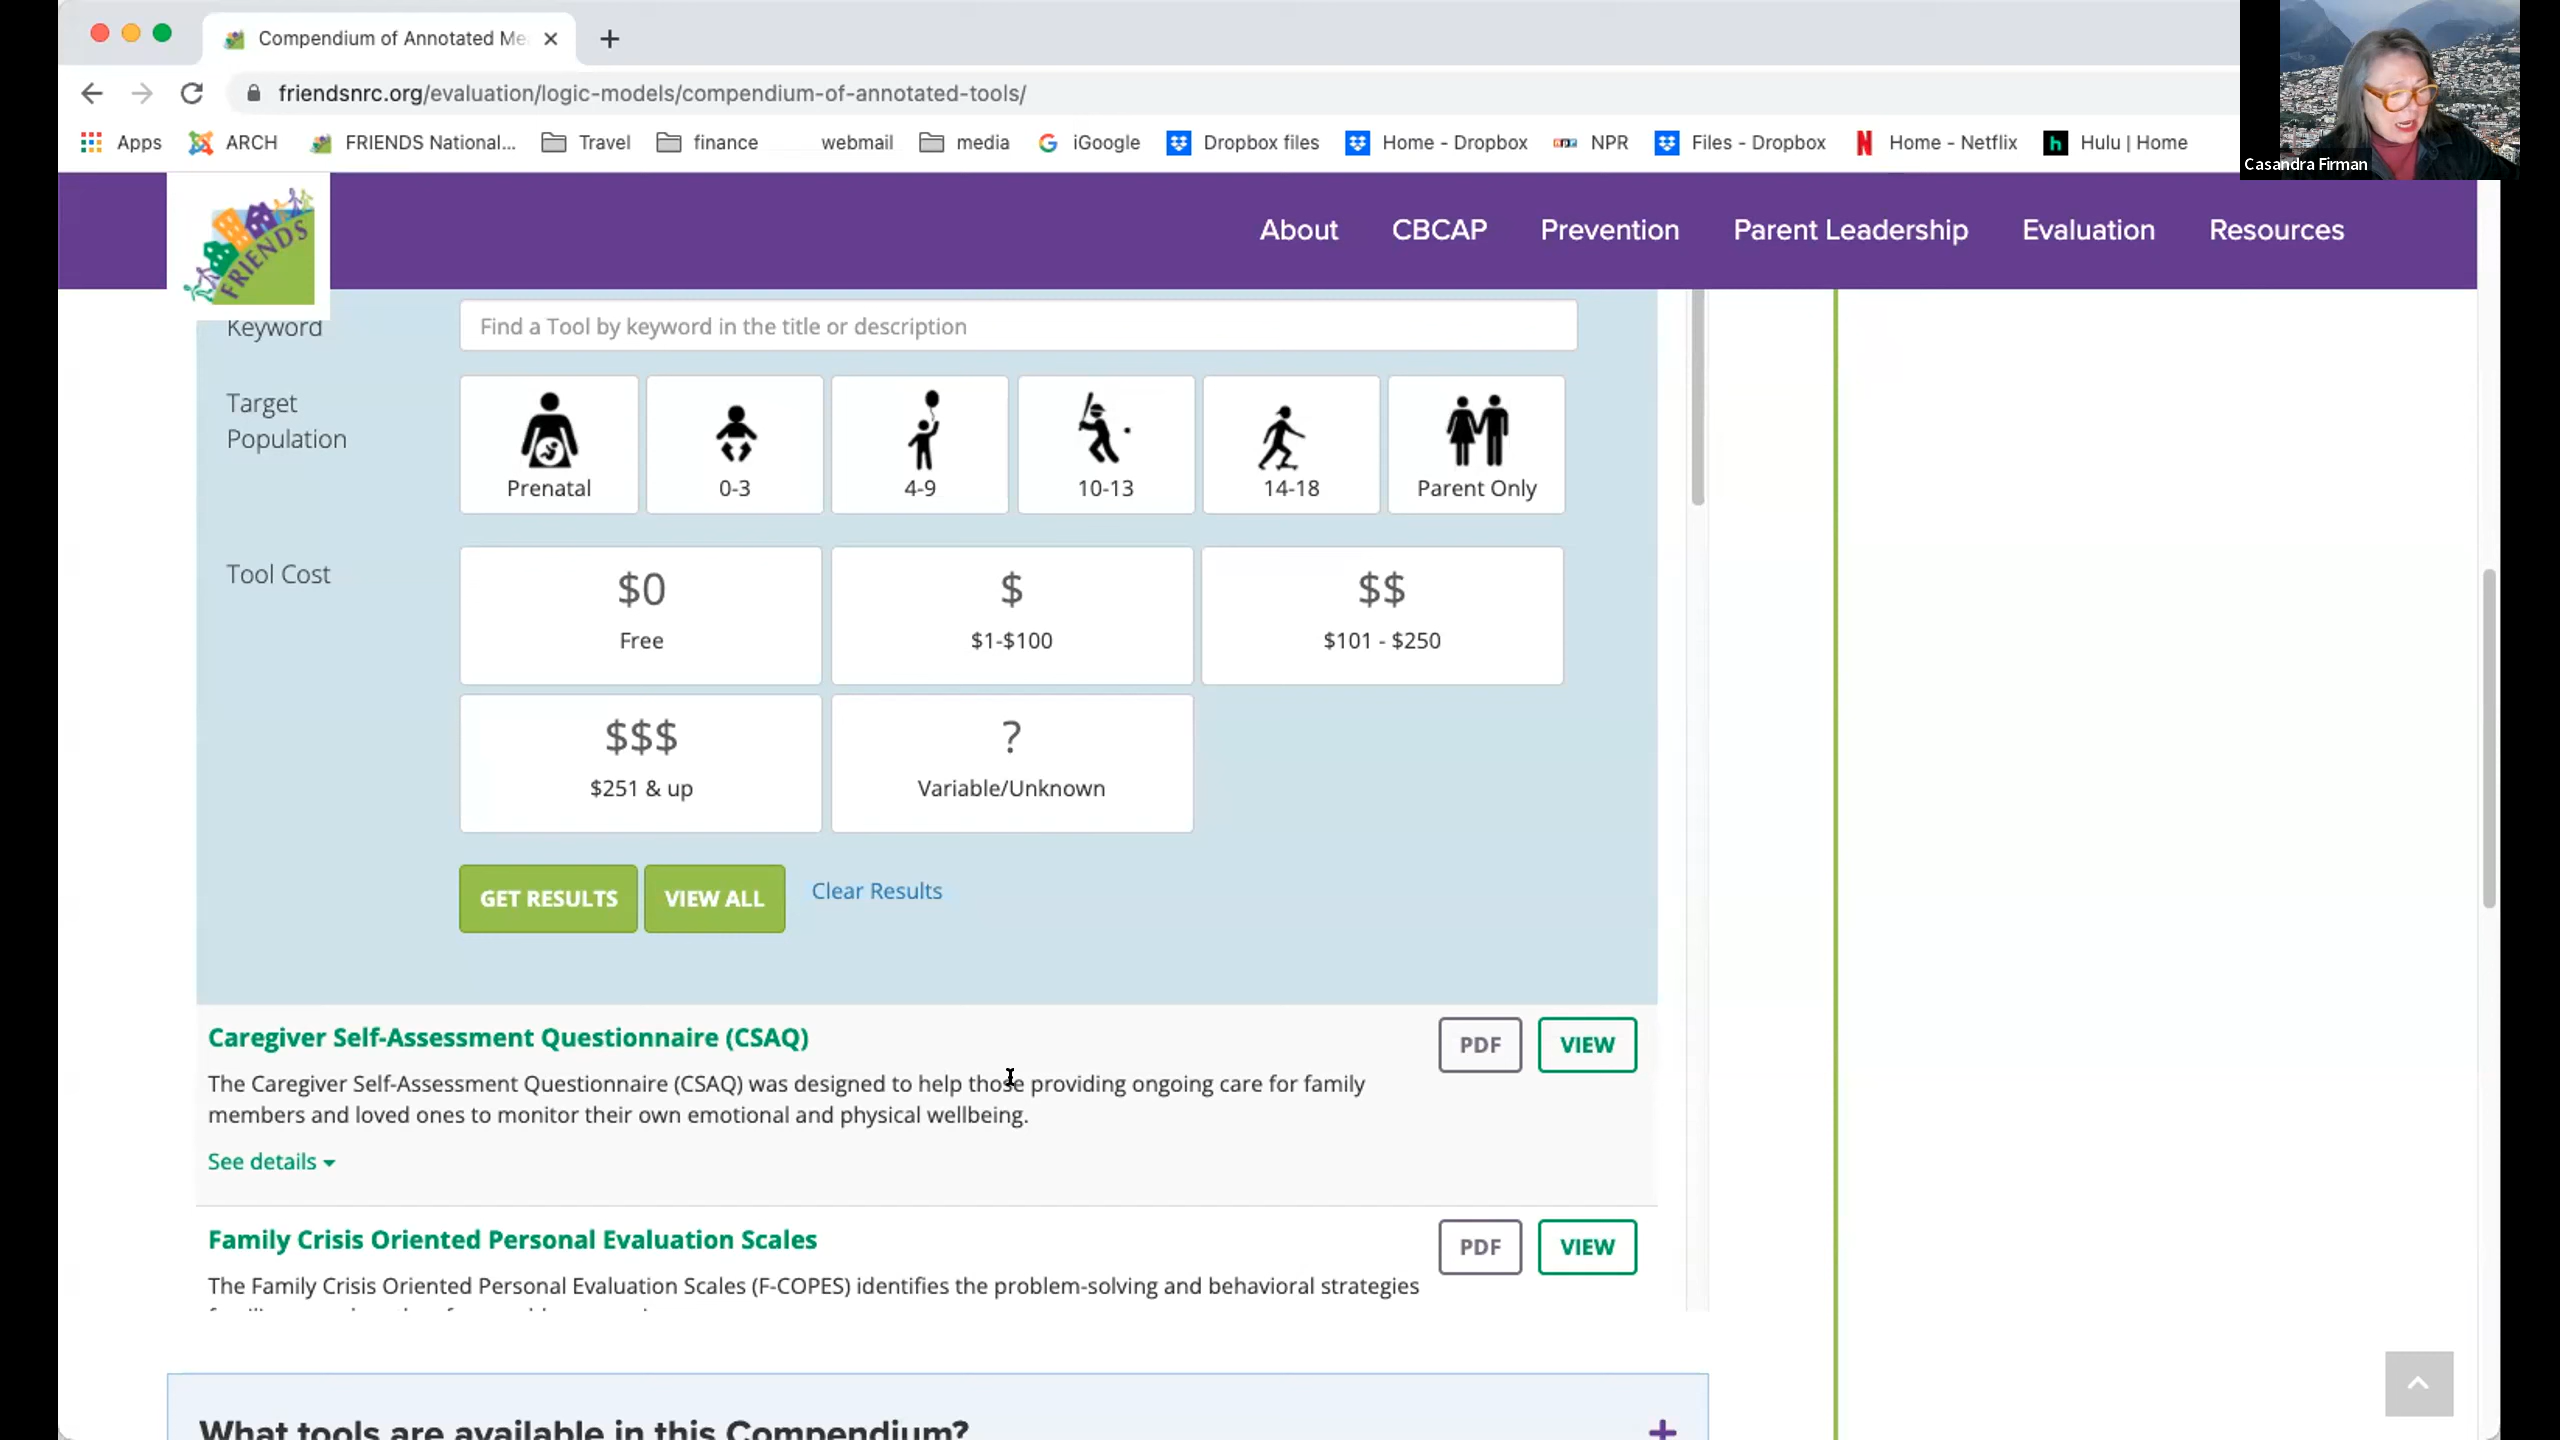 Compendium of Annotated Me
friendsnrc.org/evaluation/logic-models/compendium-of-annotated-tools/
Apps ARCH FRIENDS National... Travel finance webmail media iGoogle Dropbox files Home - Dropbox NPR Files - Dropbox Home - Netflix Hulu | Home
Casandra Firman
FRIENDS
About CBCAP Prevention Parent Leadership Evaluation Resources
Keyword
Find a Tool by keyword in the title or description
Target
Population
Prenatal 0-3 4-9 10-13 14-18 Parent Only
Tool Cost
$0 $ $$
Free $1-$100 $101 - $250
$$$ ?
$251 & up Variable/Unknown
GET RESULTS VIEW ALL Clear Results
Caregiver Self-Assessment Questionnaire (CSAQ) PDF VIEW
The Caregiver Self-Assessment Questionnaire (CSAQ) was designed to help those providing ongoing care for family
members and loved ones to monitor their own emotional and physical wellbeing.
See details
Family Crisis Oriented Personal Evaluation Scales PDF VIEW
The Family Crisis Oriented Personal Evaluation Scales (F-COPES) identifies the problem-solving and behavioral strategies
What tools are available in this Compendium?